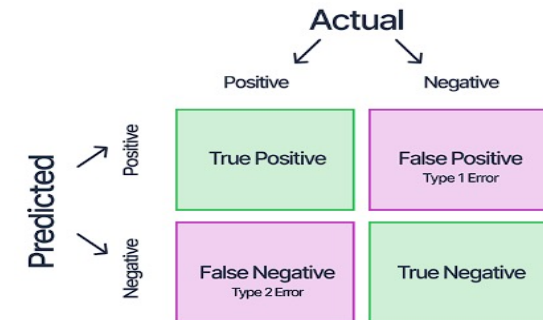 Actual
Positive
Negative
Predicted
Positive
True Positive
False Positive
Type 1 Error
Negative
False Negative
Type 2 Error
True Negative